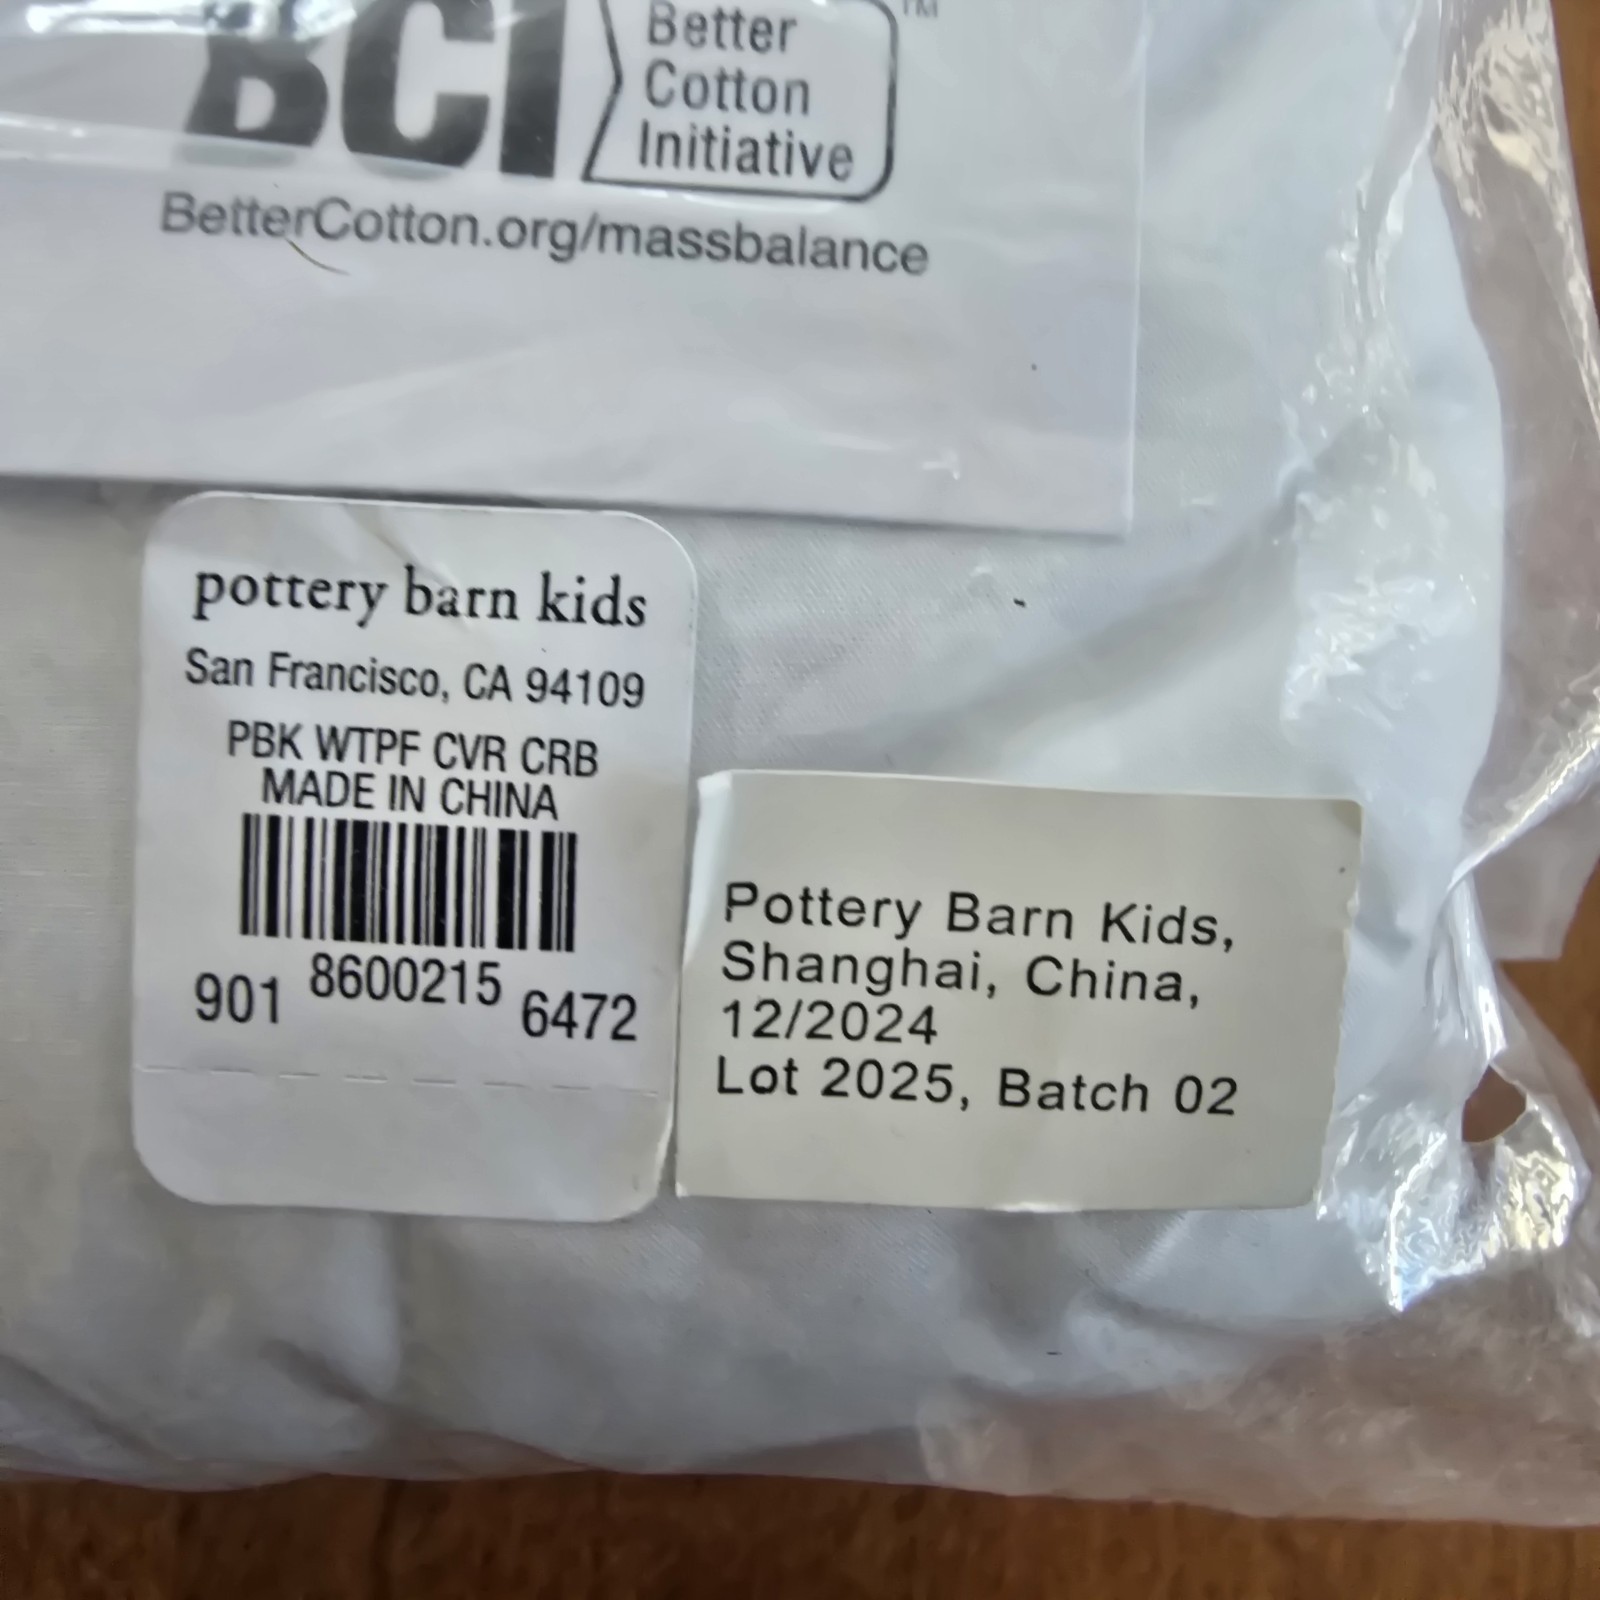 BCI
Better
Cotton
Initiative
TM
BetterCotton.org/massbalance
pottery barn kids
San Francisco, CA 94109
PBK WTPF CVR CRB
MADE IN CHINA
901 8600215 6472
Pottery Barn Kids,
Shanghai, China,
12/2024
Lot 2025, Batch 02